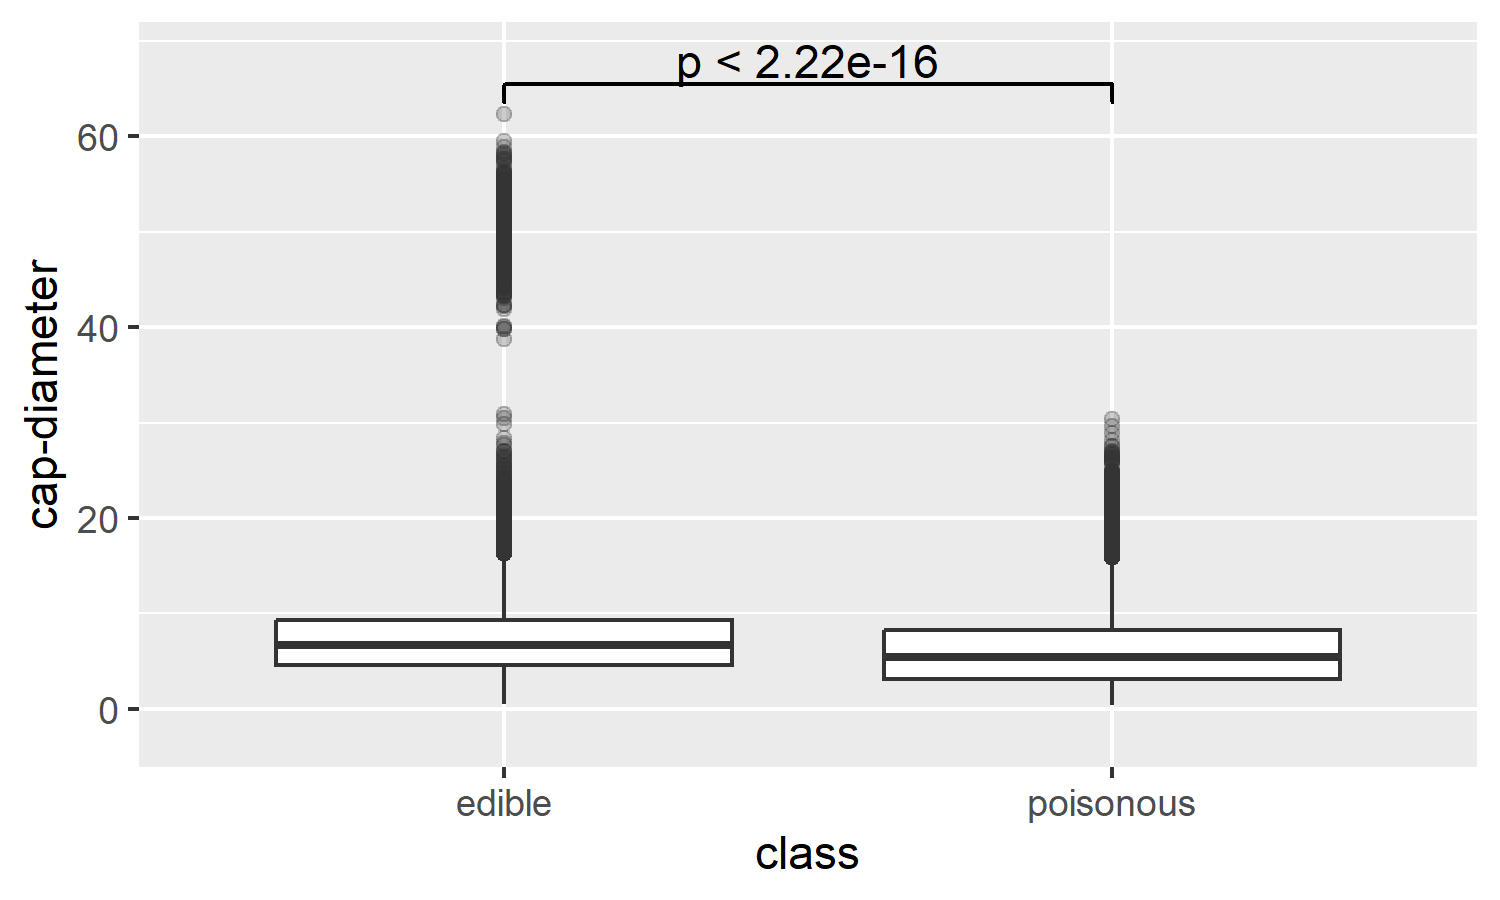 p < 2.22e-16
60
40
20
0
cap-diameter
edible
poisonous
class